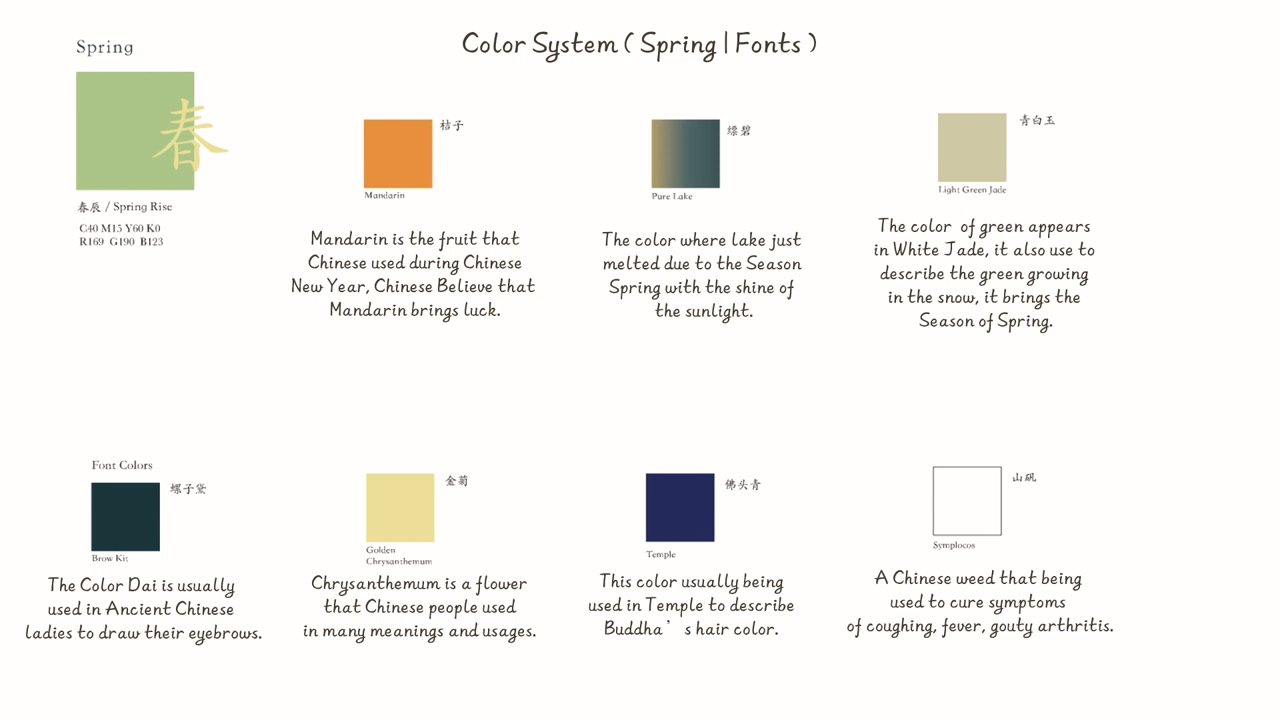 Color System ( Spring | Fonts )
Spring
春
春辰 / Spring Rise
C40 M15 Y60 K0
R169 G190 B123
桔子
Mandarin
Mandarin is the fruit that
Chinese used during Chinese
New Year, Chinese Believe that
Mandarin brings luck.
缥碧
Pure Lake
The color where lake just
melted due to the Season
Spring with the shine of
the sunlight.
青白玉
Light Green Jade
The color of green appears
in White Jade, it also use to
describe the green growing
in the snow, it brings the
Season of Spring.
Font Colors
螺子黛
Brow Kit
The Color Dai is usually
used in Ancient Chinese
ladies to draw their eyebrows.
金菊
Golden
Chrysanthemum
Chrysanthemum is a flower
that Chinese people used
in many meanings and usages.
佛头青
Temple
This color usually being
used in Temple to describe
Buddha’s hair color.
山矾
Symplocos
A Chinese weed that being
used to cure symptoms
of coughing, fever, gouty arthritis.